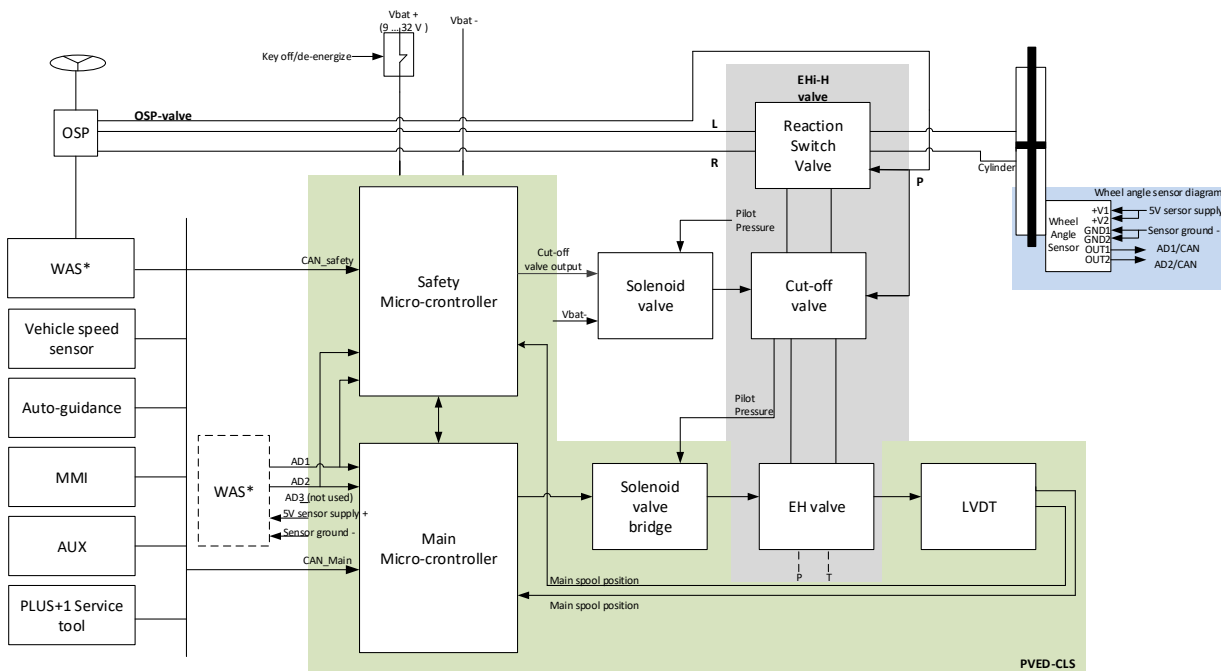 Vbat +
(9 ... 32 V )
Vbat -
Key off/de-energize
EHi-H
valve
OSP
OSP-valve
L
R
P
Reaction
Switch
Valve
Cylinder
Wheel angle sensor diagram
Wheel
Angle
Sensor
+V1
+V2
GND1
GND2
OUT1
OUT2
5V sersor supply
Sensor ground -
AD1/CAN
AD2/CAN
WAS*
CAN_safety
Safety
Micro-crontroller
Cut-off
valve output
Pilot
Pressure
Solenoid
valve
Vbat-
Cut-off
valve
Vehicle speed
sensor
Auto-guidance
MMI
AUX
PLUS+1 Service
tool
WAS*
AD1
AD2
AD3 (not used)
5V sensor supply +
Sensor ground -
CAN_Main
Main
Micro-crontroller
Pilot
Pressure
Solenoid
valve
bridge
EH valve
LVDT
P
T
Main spool position
Main spool position
PVED-CLS